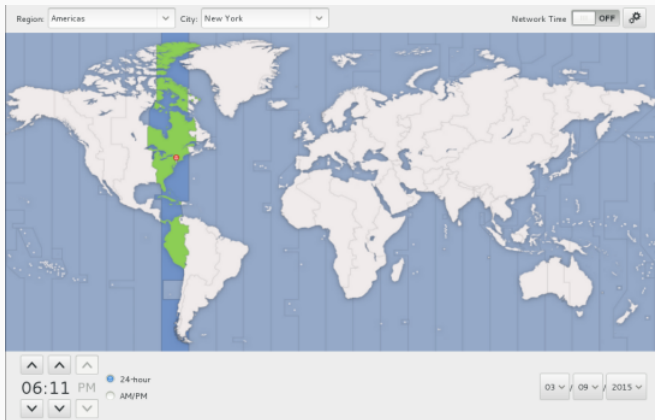 Region: Americas City: New York Network Time OFF
06:11 PM
24-hour
AM/PM
03 / 09 / 2015